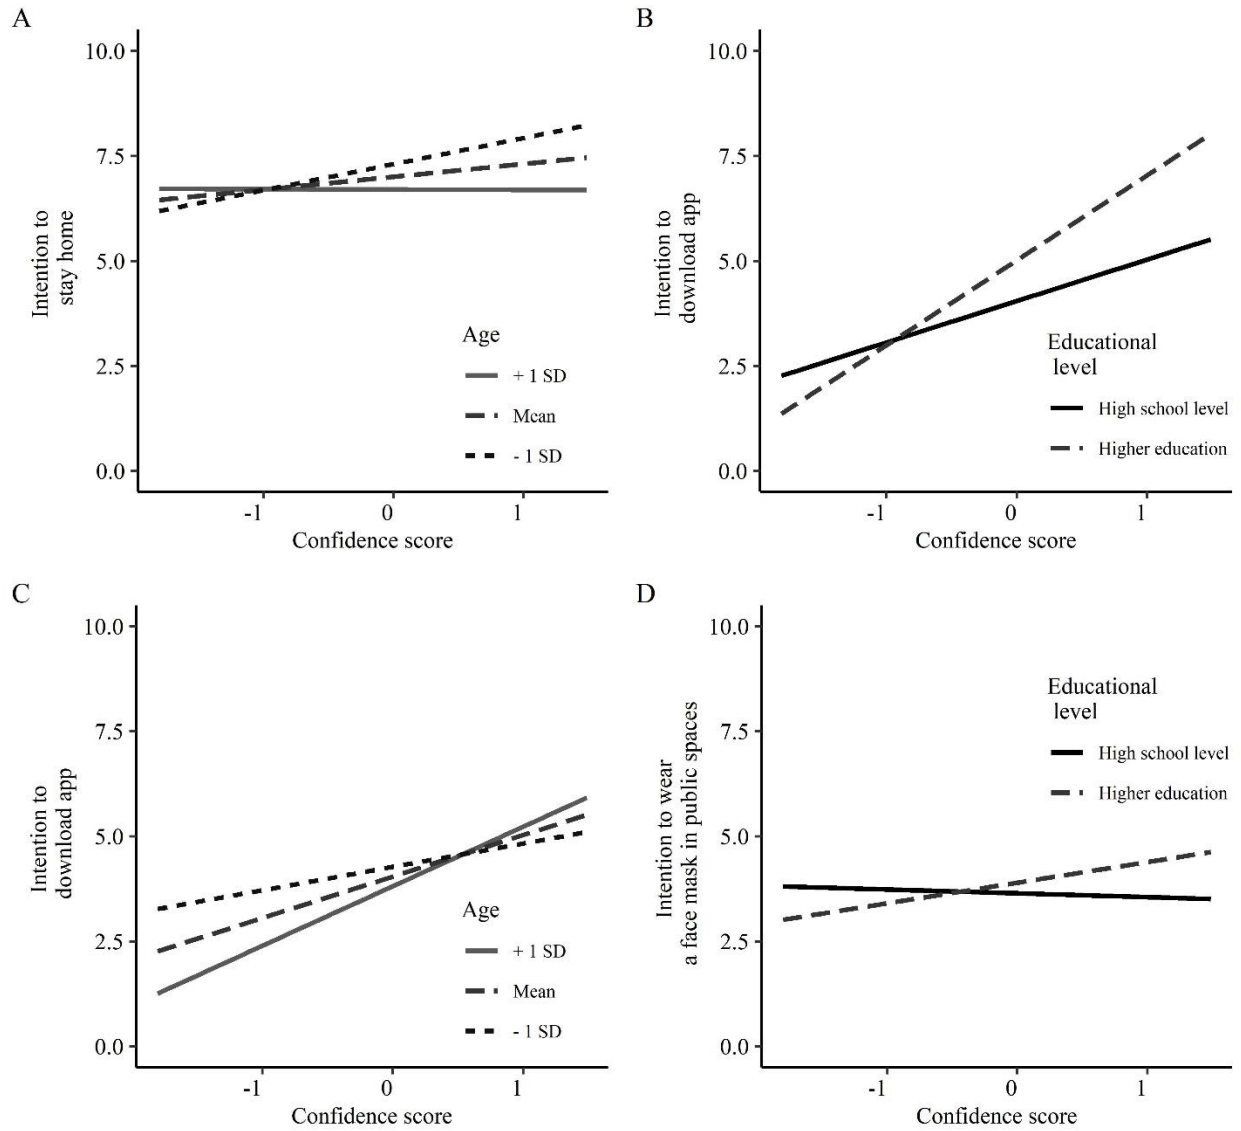 A
10.0
7.5
5.0
2.5
0.0
Intention to
stay home
Age
+ 1 SD
Mean
- 1 SD
-1
0
1
Confidence score
B
10.0
7.5
5.0
2.5
0.0
Intention to
download app
Educational
level
High school level
Higher education
-1
0
1
Confidence score
C
10.0
7.5
5.0
2.5
0.0
Intention to
download app
Age
+ 1 SD
Mean
- 1 SD
-1
0
1
Confidence score
D
10.0
7.5
5.0
2.5
0.0
Intention to wear
a face mask in public spaces
Educational
level
High school level
Higher education
-1
0
1
Confidence score